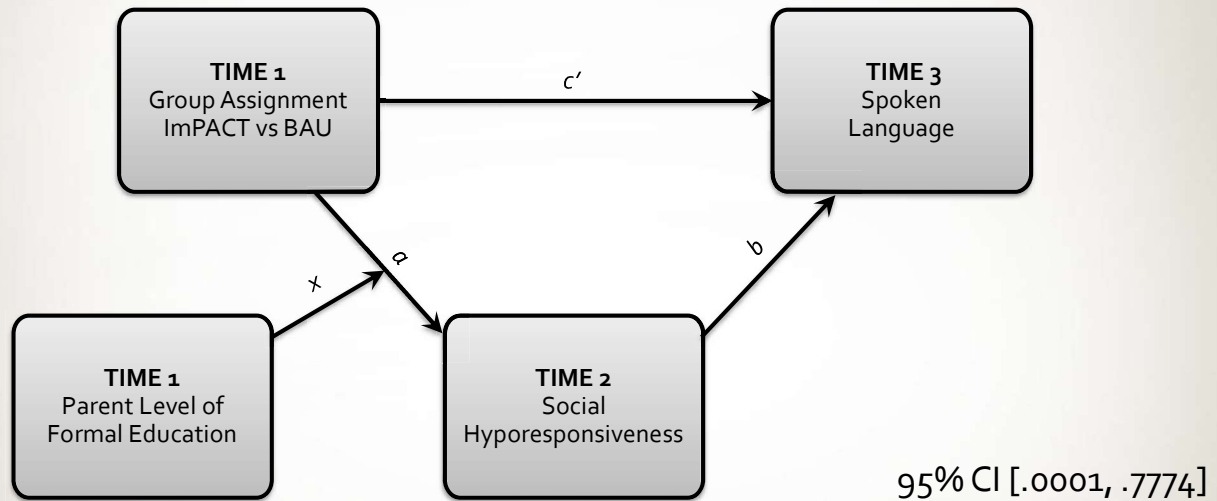 TIME 1
Group Assignment
ImPACT vs BAU
c′
TIME 3
Spoken
Language
a
b
x
TIME 1
Parent Level of
Formal Education
TIME 2
Social
Hyporesponsiveness
95% CI [.0001, .7774]